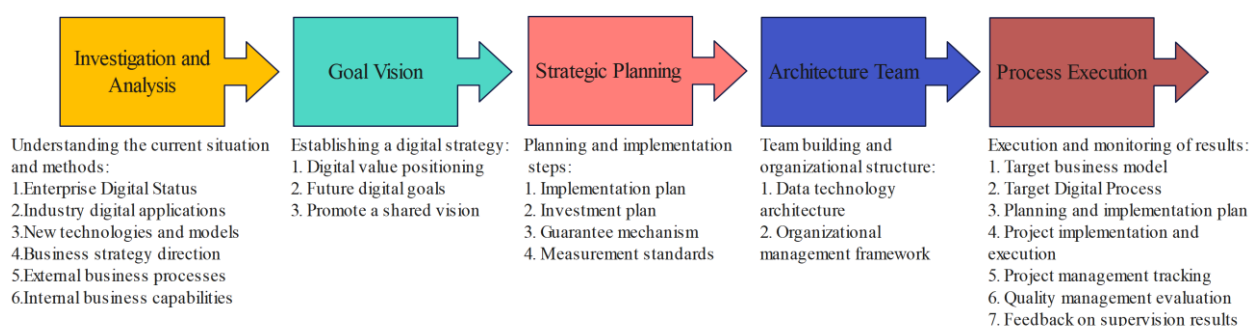 Investigation and
Analysis
Goal Vision
Strategic Planning
Architecture Team
Process Execution
Understanding the current situation
and methods:
1.Enterprise Digital Status
2.Industry digital applications
3.New technologies and models
4.Business strategy direction
5.External business processes
6.Internal business capabilities
Establishing a digital strategy:
1. Digital value positioning
2. Future digital goals
3. Promote a shared vision
Planning and implementation
steps:
1. Implementation plan
2. Investment plan
3. Guarantee mechanism
4. Measurement standards
Team building and
organizational structure:
1. Data technology
architecture
2. Organizational
management framework
Execution and monitoring of results:
1. Target business model
2. Target Digital Process
3. Planning and implementation plan
4. Project implementation and
execution
5. Project management tracking
6. Quality management evaluation
7. Feedback on supervision results